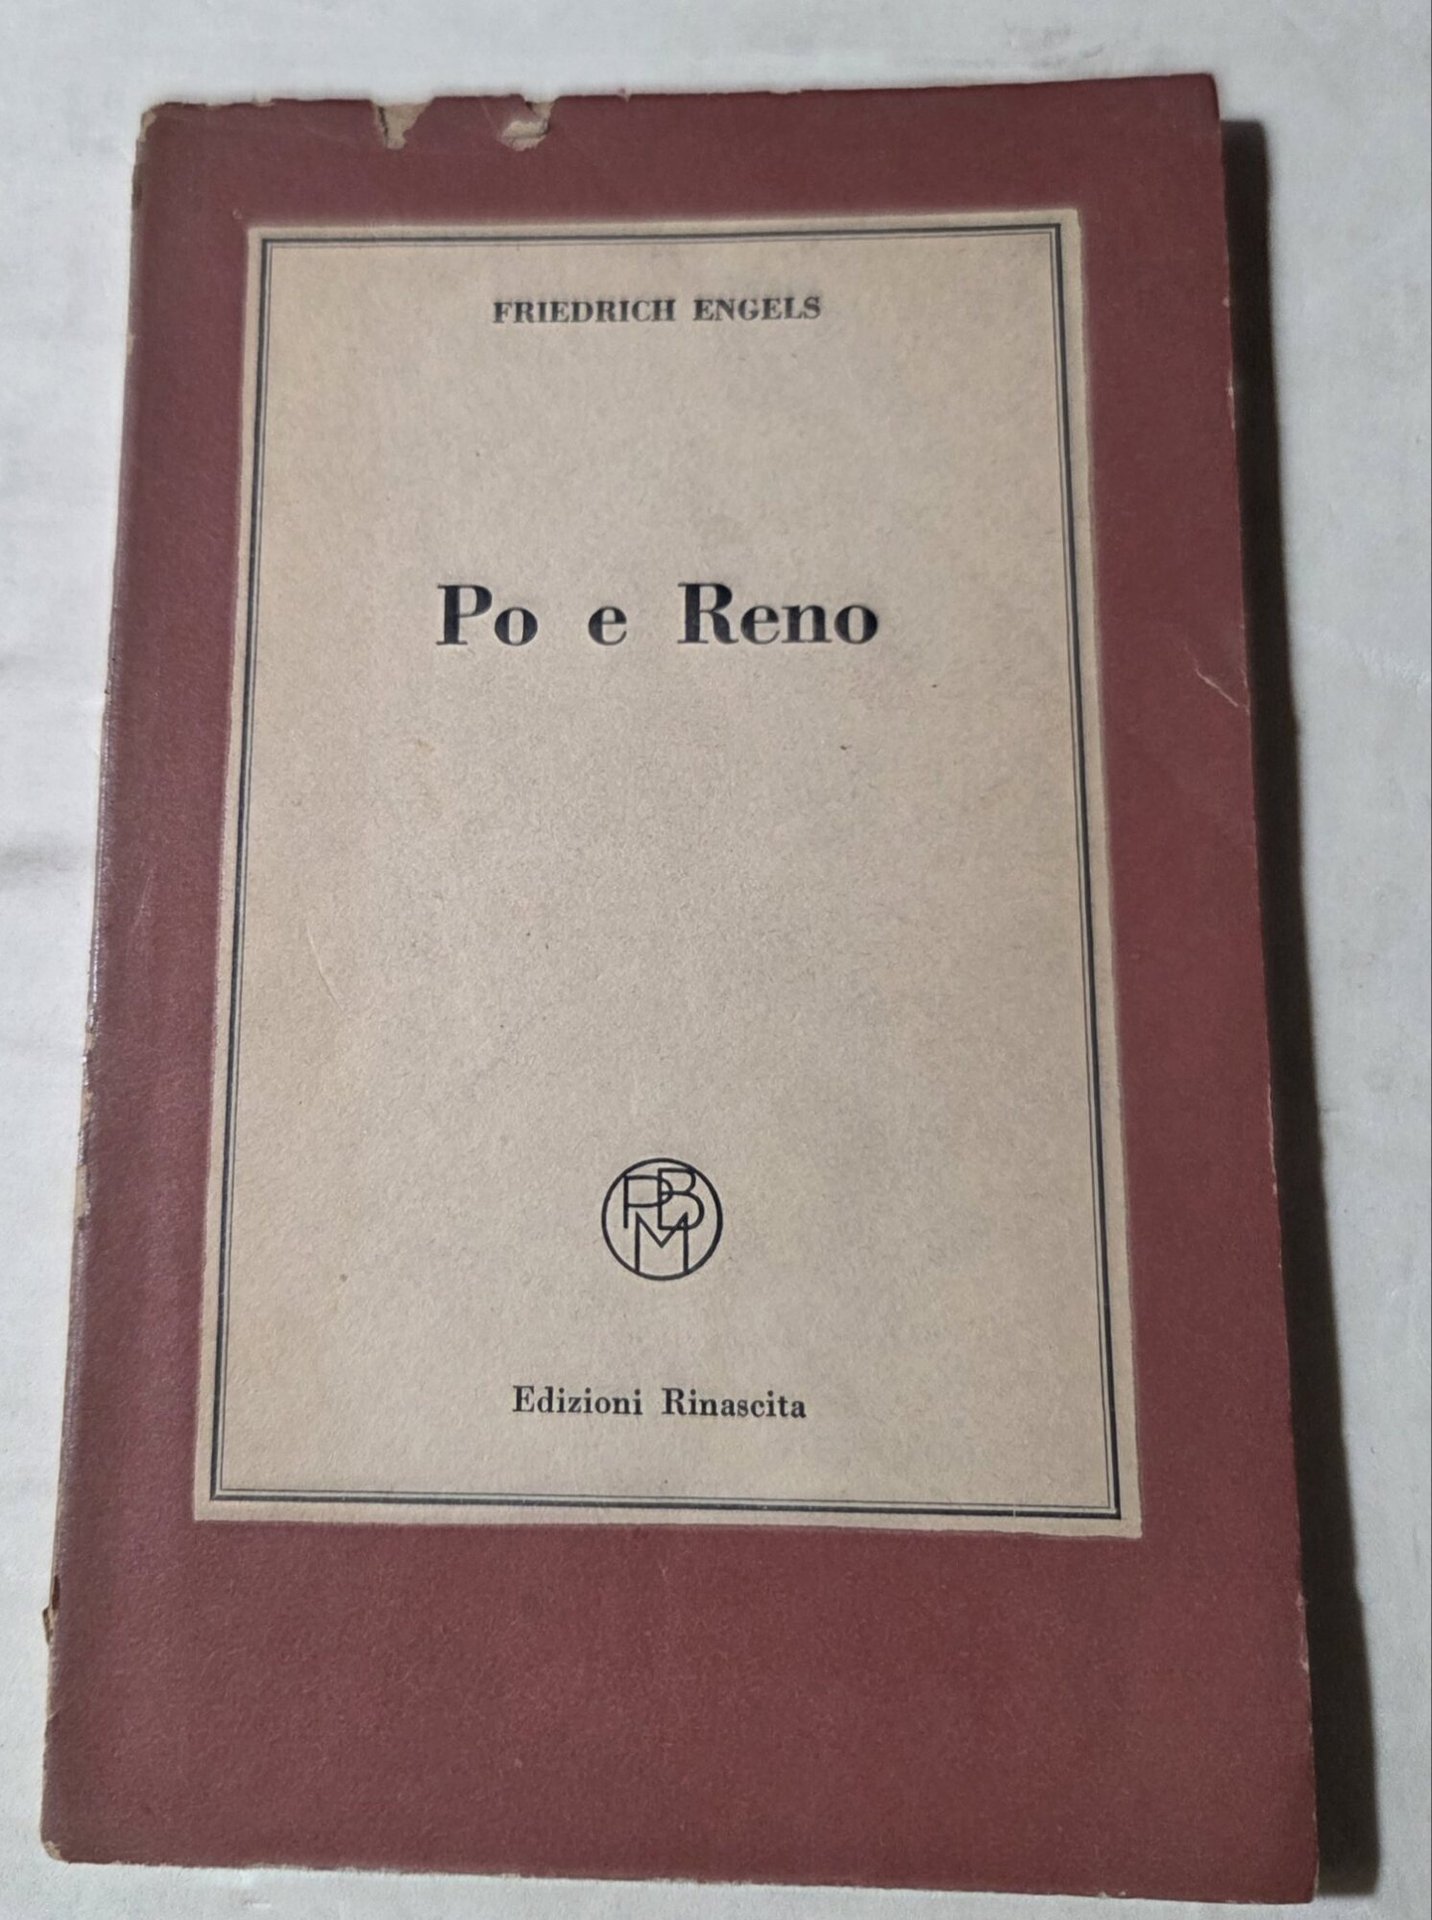 FRIEDRICH ENGELS
Po e Reno
PBM
Edizioni Rinascita